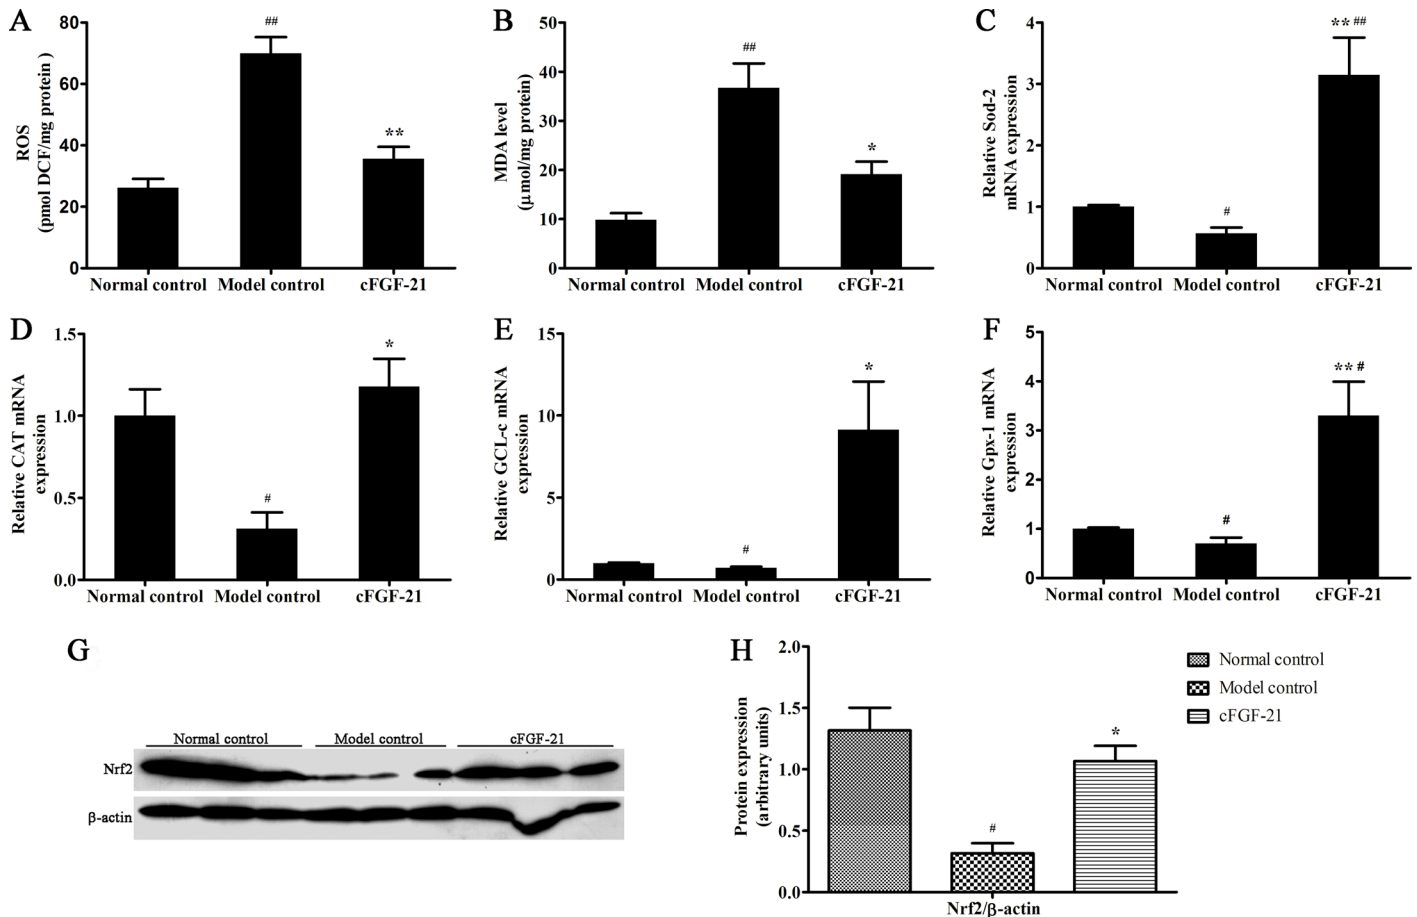 A
ROS
(pmol DCF/mg protein )
80
60
40
20
0
##
**
Normal control Model control cFGF-21
B
MDA level
(μmol/mg protein)
50
40
30
20
10
0
##
*
Normal control Model control cFGF-21
C
Relative Sod-2
mRNA expression
4
3
2
1
0
#
** ##
Normal control Model control cFGF-21
D
Relative CAT mRNA
expression
1.5
1.0
0.5
0.0
#
*
Normal control Model control cFGF-21
E
Relative GCL-c mRNA
expression
15
10
5
0
#
*
Normal control Model control cFGF-21
F
Relative Gpx-1 mRNA
expression
5
4
3
2
1
0
#
** #
Normal control Model control cFGF-21
G
Normal control Model control cFGF-21
Nrf2
β-actin
H
Protein expression
(arbitrary units)
2.0
1.5
1.0
0.5
0.0
#
*
Nrf2/β-actin
Normal control
Model control
cFGF-21